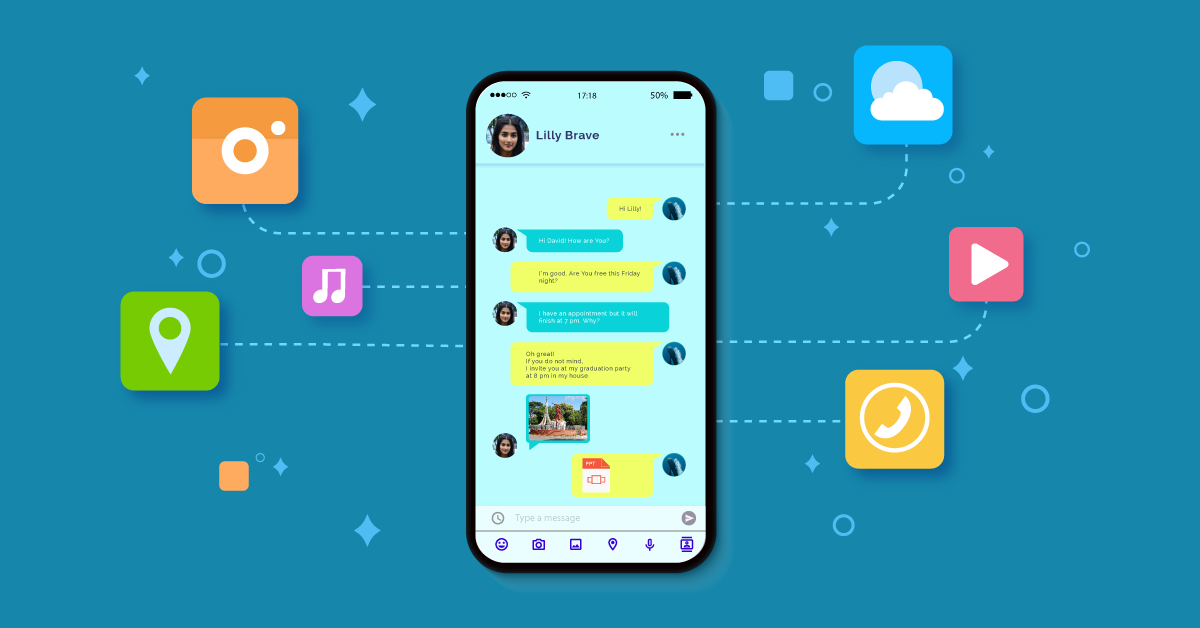 17:18
50%
Lilly Brave
Hi Lilly!
Hi David! How are You?
I'm good. Are You free this Friday
night?
I have an appointment but it will
finish at 7 pm. Why?
Oh great!
If you do not mind,
I invite you at my graduation party
at 8 pm in my house
PPT
Type a message